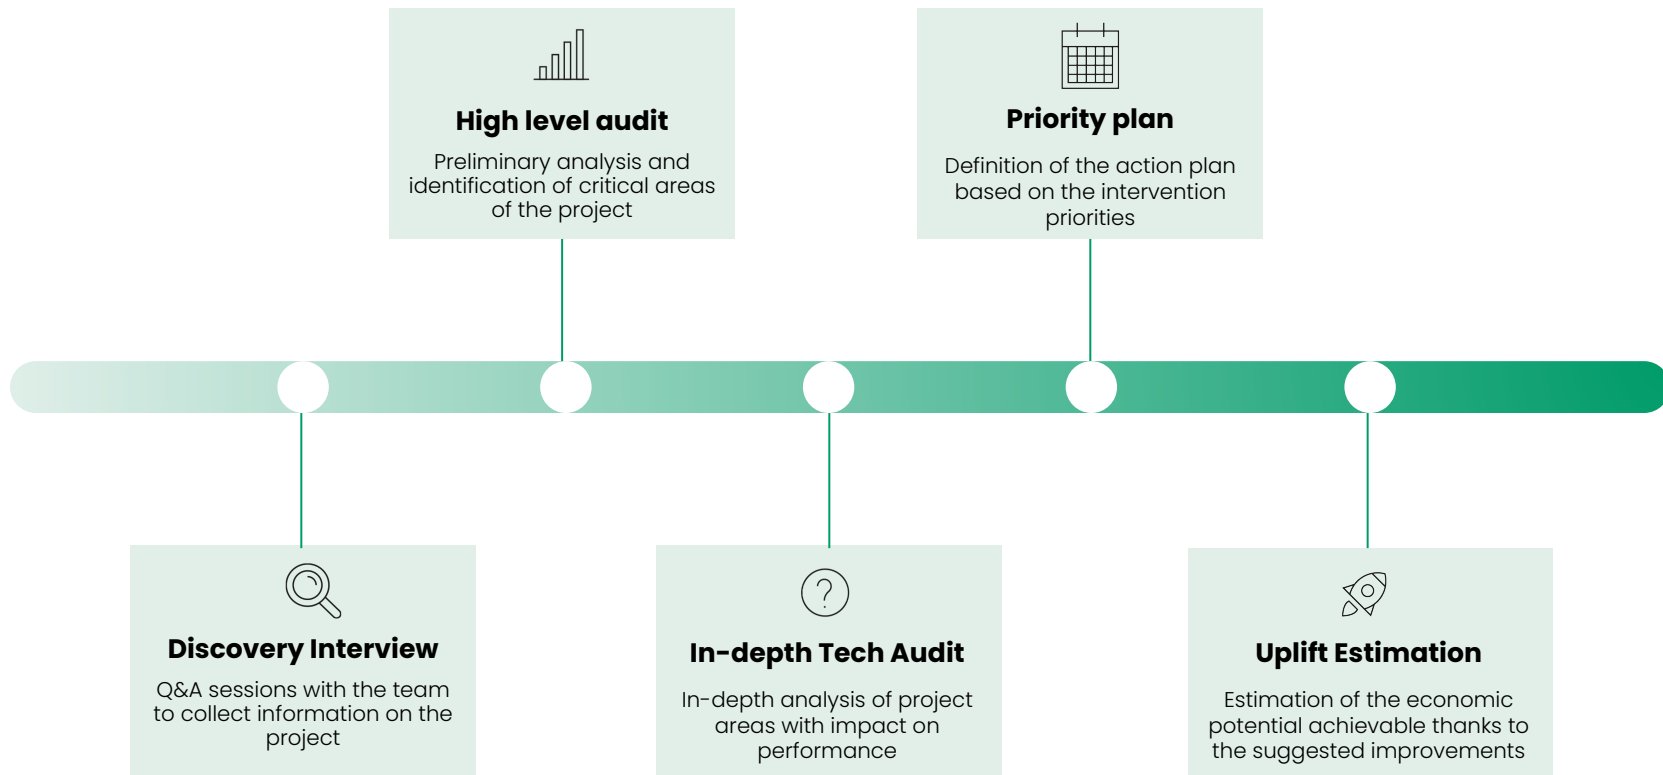 High level audit
Preliminary analysis and
identification of critical areas
of the project
Priority plan
Definition of the action plan
based on the intervention
priorities
Discovery Interview
Q&A sessions with the team
to collect information on the
project
In-depth Tech Audit
In-depth analysis of project
areas with impact on
performance
Uplift Estimation
Estimation of the economic
potential achievable thanks to
the suggested improvements